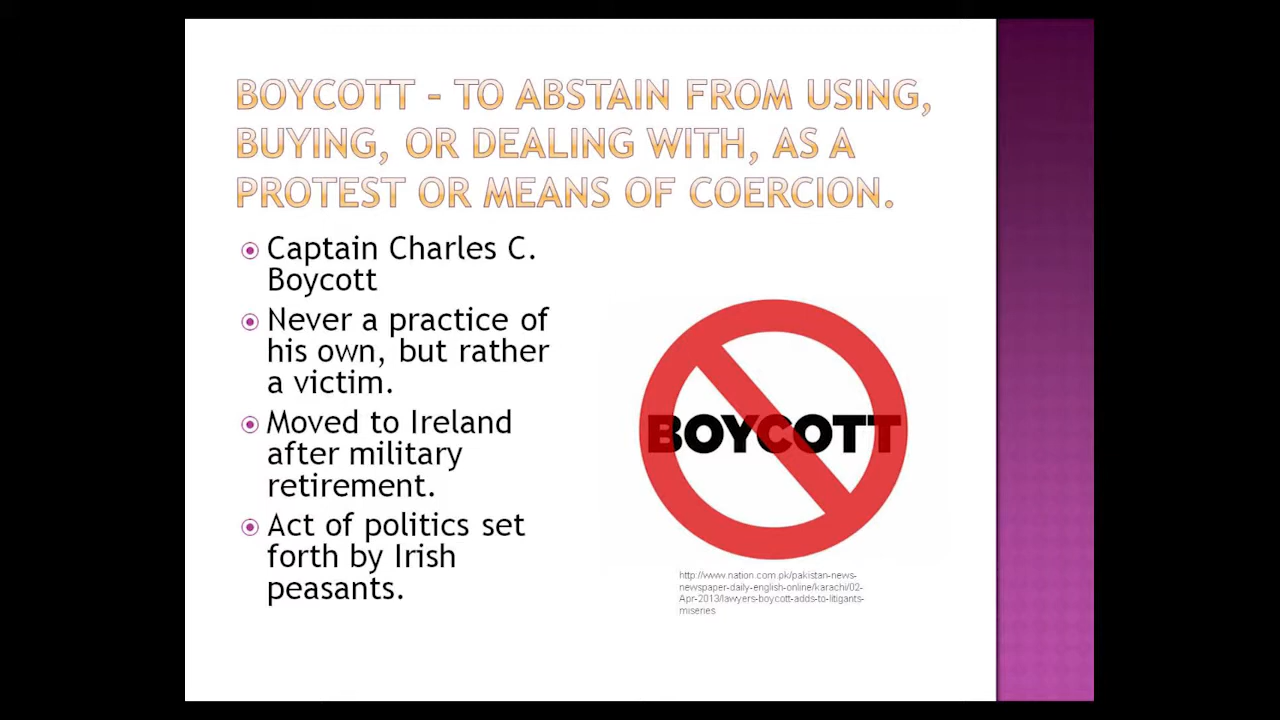 BOYCOTT – TO ABSTAIN FROM USING,
BUYING, OR DEALING WITH, AS A
PROTEST OR MEANS OF COERCION.
Captain Charles C.
Boycott
Never a practice of
his own, but rather
a victim.
Moved to Ireland
after military
retirement.
Act of politics set
forth by Irish
peasants.
BOYCOTT
http://www.nation.com.pk/pakistan-news-
newspaper-daily-english-online/karachi/02-
Apr-2013/lawyers-boycott-adds-to-litigants-
miseries